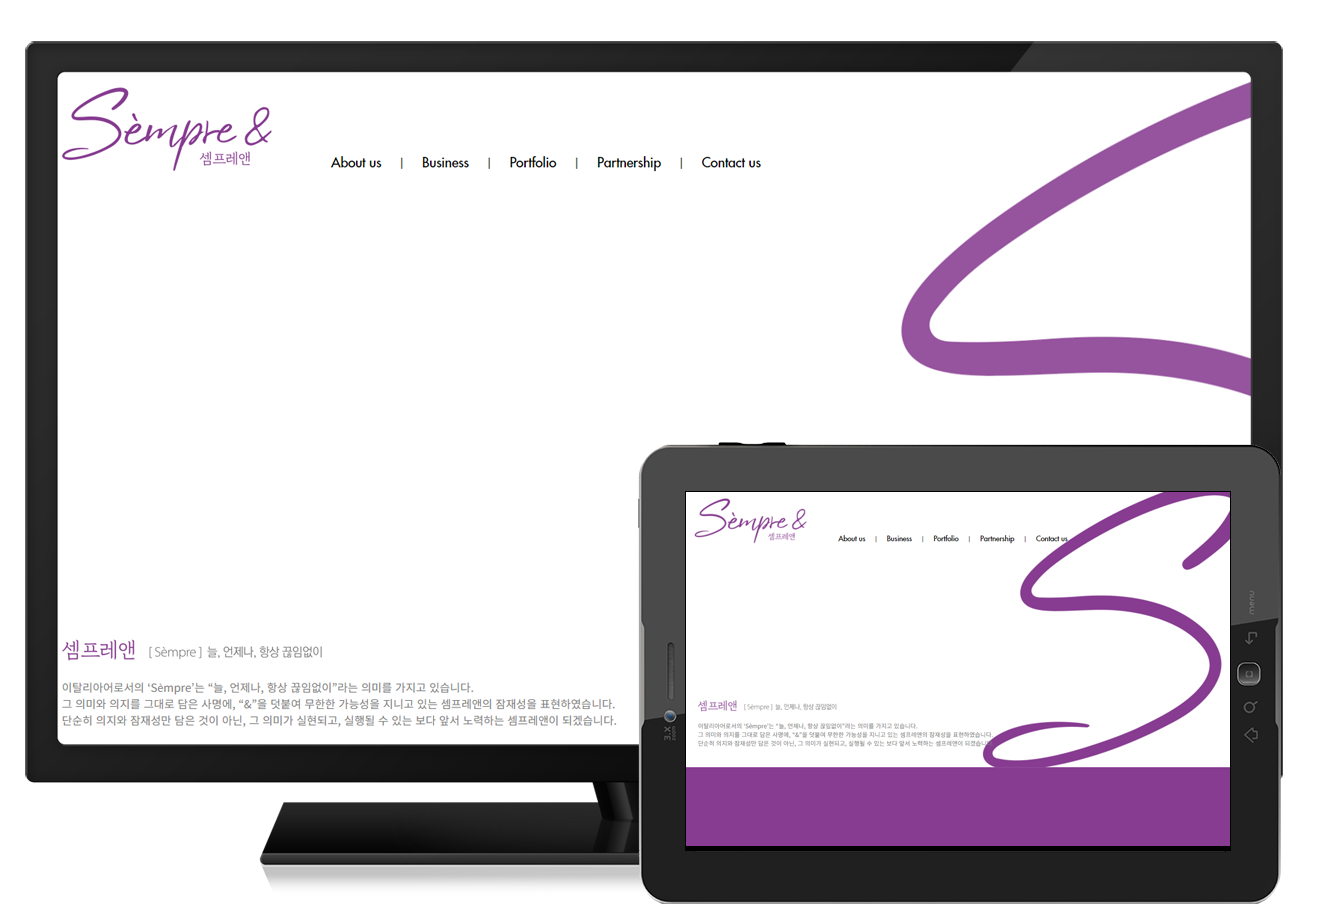 Sèmpre &
셈프레앤
About us | Business | Portfolio | Partnership | Contact us
셈프레앤 [ Sèmpre ] 늘, 언제나, 항상 끊임없이
이탈리아어로서의 ‘Sèmpre’는 “늘, 언제나, 항상 끊임없이”라는 의미를 가지고 있습니다.
그 의미와 의지를 그대로 담은 사명에, “&”을 덧붙여 무한한 가능성을 지니고 있는 셈프레앤의 잠재성을 표현하였습니다.
단순히 의지와 잠재성만 담은 것이 아닌, 그 의미가 실현되고, 실행될 수 있는 보다 앞서 노력하는 셈프레앤이 되겠습니다.
Sèmpre &
셈프레앤
About us | Business | Portfolio | Partnership | Contact us
셈프레앤 [ Sèmpre ] 늘, 언제나, 항상 끊임없이
이탈리아어로서의 ‘Sèmpre’는 “늘, 언제나, 항상 끊임없이”라는 의미를 가지고 있습니다.
그 의미와 의지를 그대로 담은 사명에, “&”을 덧붙여 무한한 가능성을 지니고 있는 셈프레앤의 잠재성을 표현하였습니다.
단순히 의지와 잠재성만 담은 것이 아닌, 그 의미가 실현되고, 실행될 수 있는 보다 앞서 노력하는 셈프레앤이 되겠습니다.
menu
3.X
zoom